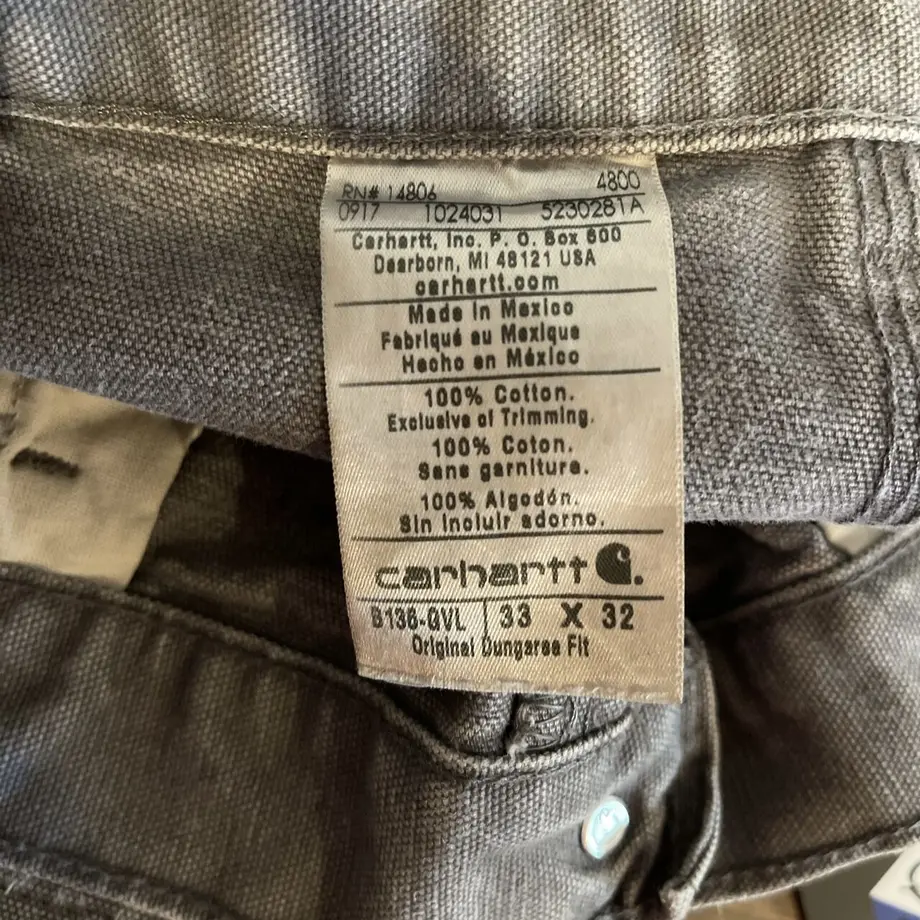 RN# 14806 4800
0917 1024031 5230281A
Carhartt, Inc. P. O. Box 600
Dearborn, MI 48121 USA
carhartt.com
Made in Mexico
Fabriqué au Mexique
Hecho en México
100% Cotton.
Exclusive of Trimming.
100% Coton.
Sans garniture.
100% Algodón.
Sin incluir adorno.
carhartt
B136-GVL 33 X 32
Original Dungaree Fit